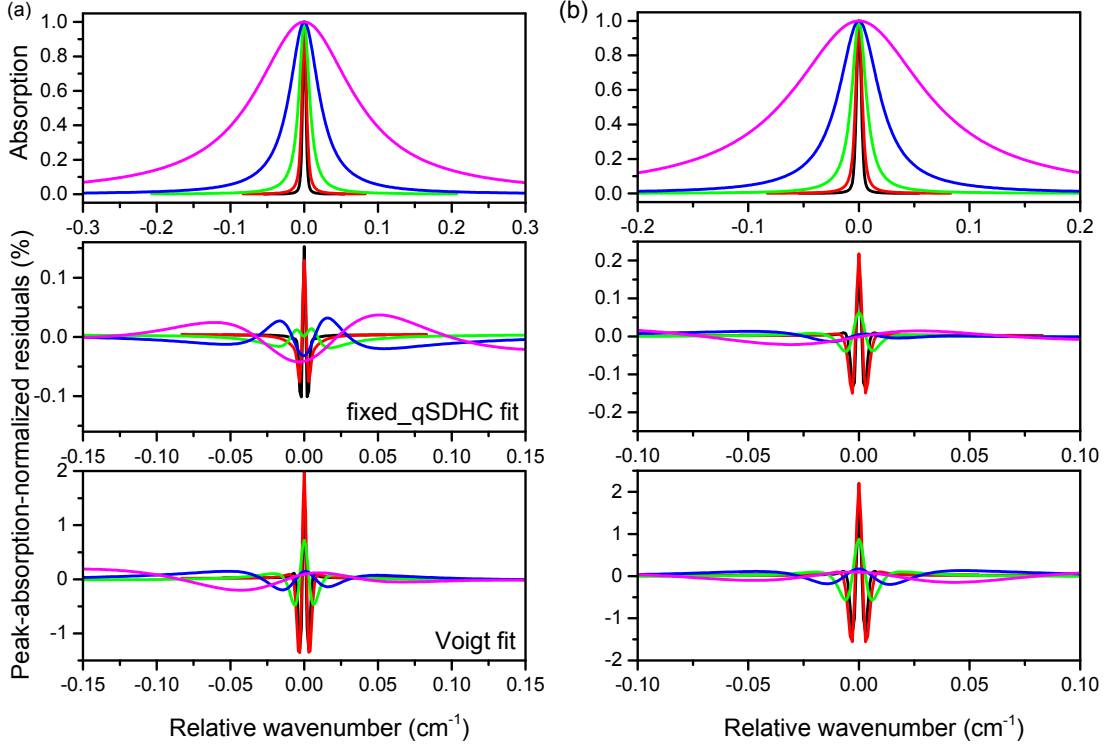 (a)
(b)
Absorption
1.0
0.8
0.6
0.4
0.2
0.0
-0.3 -0.2 -0.1 0.0 0.1 0.2 0.3
1.0
0.8
0.6
0.4
0.2
0.0
-0.2 -0.1 0.0 0.1 0.2
Peak-absorption-normalized residuals (%)
0.1
0.0
-0.1
fixed_qSDHC fit
-0.15 -0.10 -0.05 0.00 0.05 0.10 0.15
0.2
0.1
0.0
-0.1
-0.2
-0.10 -0.05 0.00 0.05 0.10
2
1
0
-1
Voigt fit
-0.15 -0.10 -0.05 0.00 0.05 0.10 0.15
2
1
0
-1
-2
-0.10 -0.05 0.00 0.05 0.10
Relative wavenumber (cm⁻¹)
Relative wavenumber (cm⁻¹)